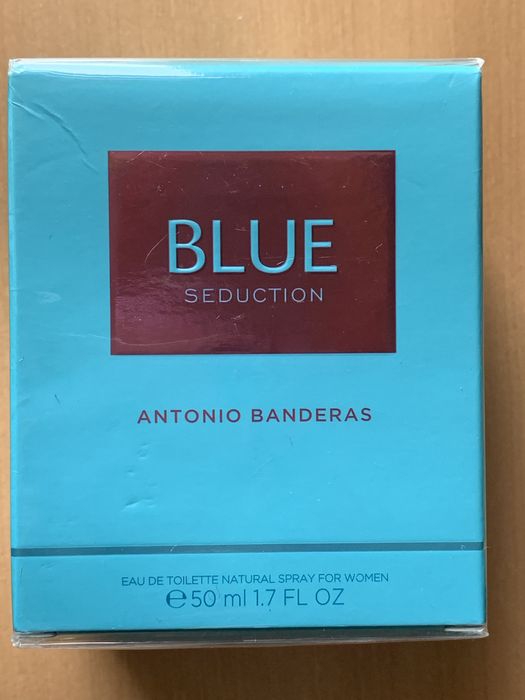 BLUE
SEDUCTION
ANTONIO BANDERAS
EAU DE TOILETTE NATURAL SPRAY FOR WOMEN
℮50 ml 1.7 FL OZ